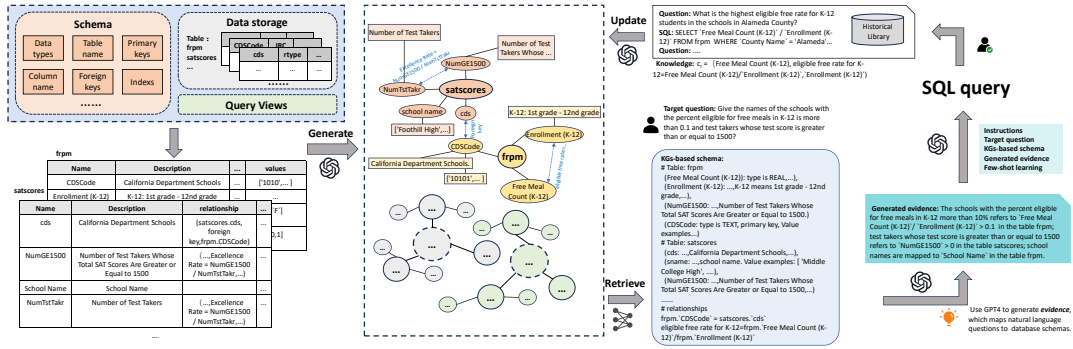 Schema
Data types
Table name
Primary keys
Column name
Foreign keys
Indexs
......
Data storage
Table :
frpm
satscores
...
CDSCode
cds
rtype
...
...
...
...
......
Query Views
frpm
Name
Description
...
values
CDSCode
California Department Schools
...
['1010',... ]
Enrollment (K-12)
K-12: 1st grade - 12nd grade
...
satscores
Name
Description
relationship
...
cds
California Department Schools
(satscores.cds, foreign key,frpm.CDSCode)
...
NumGE1500
Number of Test Takers Whose Total SAT Scores Are Greater or Equal to 1500
(...,Excellence Rate = NumGE1500 / NumTstTakr,...)
...
School Name
School Name
...
NumTstTakr
Number of Test Takers
(...,Excellence Rate = NumGE1500 / NumTstTakr,...)
...
....
Generate
Number of Test Takers
Number of Test Takers Whose ...
Excellence Rate = NumGE1500 / NumTstTakr
NumGE1500
NumTstTakr
satscores
school name
cds
['Foothill High',...]
Foreign key
K-12: 1st grade - 12nd grade
Enrollment (K-12)
CDSCode
frpm
California Department Schools.
['10101',...]
Free Meal Count (K-12)
eligible free rate=...
...
...
...
...
...
...
...
...
...
...
...
...
...
Retrieve
Update
Question: What is the highest eligible free rate for K-12
students in the schools in Alameda County?
SQL: SELECT `Free Meal Count (K-12)` / `Enrollment (K-
12)` FROM frpm WHERE `County Name` = 'Alameda'...
Question: ....
Historical Library
Knowledge: cᵢ = (Free Meal Count (K-12), eligible free rate for K-
12=Free Meal Count (K-12)/`Enrollment (K-12)`,`Enrollment (K-12)`)
Target question: Give the names of the schools with
the percent eligible for free meals in K-12 is more
than 0.1 and test takers whose test score is greater
than or equal to 1500?
KGs-based schema:
# Table: frpm
(Free Meal Count (K-12)): type is REAL,...),
(Enrollment (K-12): ...,K-12 means 1st grade - 12nd
grade,...),
(NumGE1500: ...,Number of Test Takers Whose
Total SAT Scores Are Greater or Equal to 1500.)
(CDSCode: type is TEXT, primary key, Value
examples...)
# Table: satscores
(cds: ...,California Department Schools,...)
(sname: ...,school name. Value examples: [ `Middle
College High', ....),
(NumGE1500: ...,Number of Test Takers Whose
Total SAT Scores Are Greater or Equal to 1500,...)
......
# relationships
frpm.`CDSCode` = satscores.`cds`
eligible free rate for K-12=frpm.`Free Meal Count (K-
12)`/frpm.`Enrollment (K-12)`
SQL query
Instructions
Target question
KGs-based schema
Generated evidence
Few-shot learning
Generated evidence: The schools with the percent eligible
for free meals in K-12 more than 10% refers to `Free Meal
Count (K-12)`/ `Enrollment (K-12)` > 0.1 in the table frpm;
test takers whose test score is greater than or equal to 1500
refers to `NumGE1500` > 0 in the table satscores; school
names are mapped to `School Name` in the table frpm.
Use GPT4 to generate evidence,
which maps natural language
questions to database schemas.